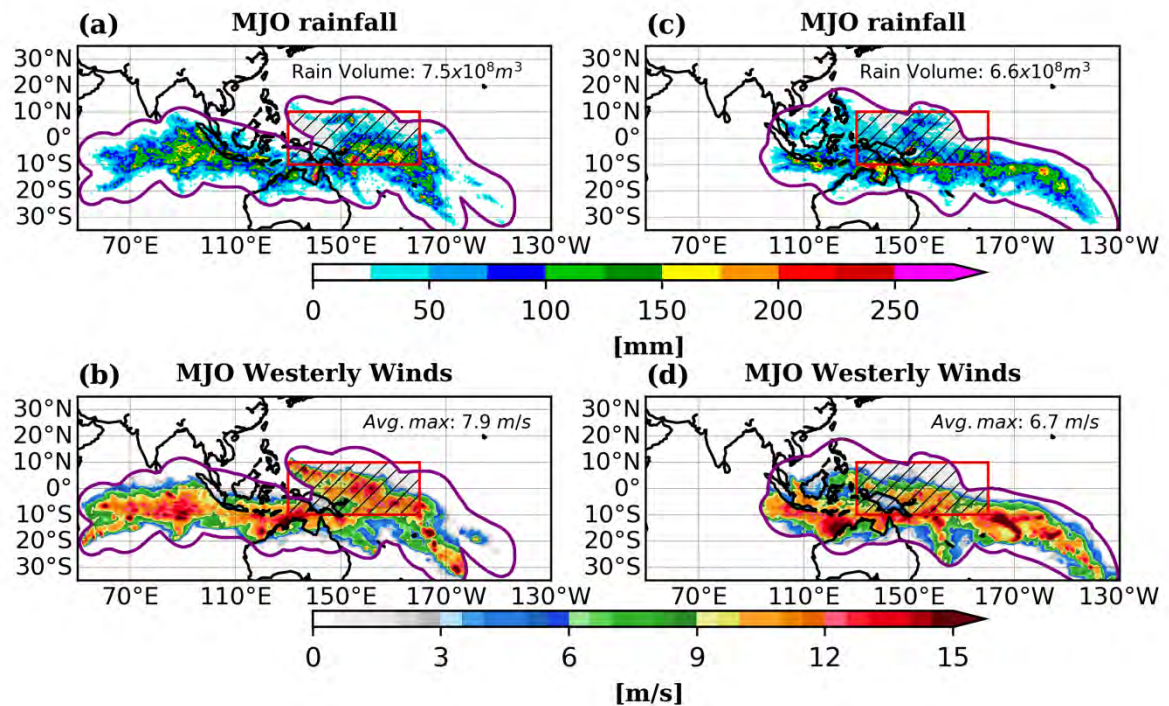 (a) MJO rainfall
Rain Volume: 7.5x10⁸m³
30°N
20°N
10°N
0°
10°S
20°S
30°S
70°E 110°E 150°E 170°W 130°W
(c) MJO rainfall
Rain Volume: 6.6x10⁸m³
30°N
20°N
10°N
0°
10°S
20°S
30°S
70°E 110°E 150°E 170°W 130°W
0 50 100 150 200 250
[mm]
(b) MJO Westerly Winds
Avg. max: 7.9 m/s
30°N
20°N
10°N
0°
10°S
20°S
30°S
70°E 110°E 150°E 170°W 130°W
(d) MJO Westerly Winds
Avg. max: 6.7 m/s
30°N
20°N
10°N
0°
10°S
20°S
30°S
70°E 110°E 150°E 170°W 130°W
0 3 6 9 12 15
[m/s]